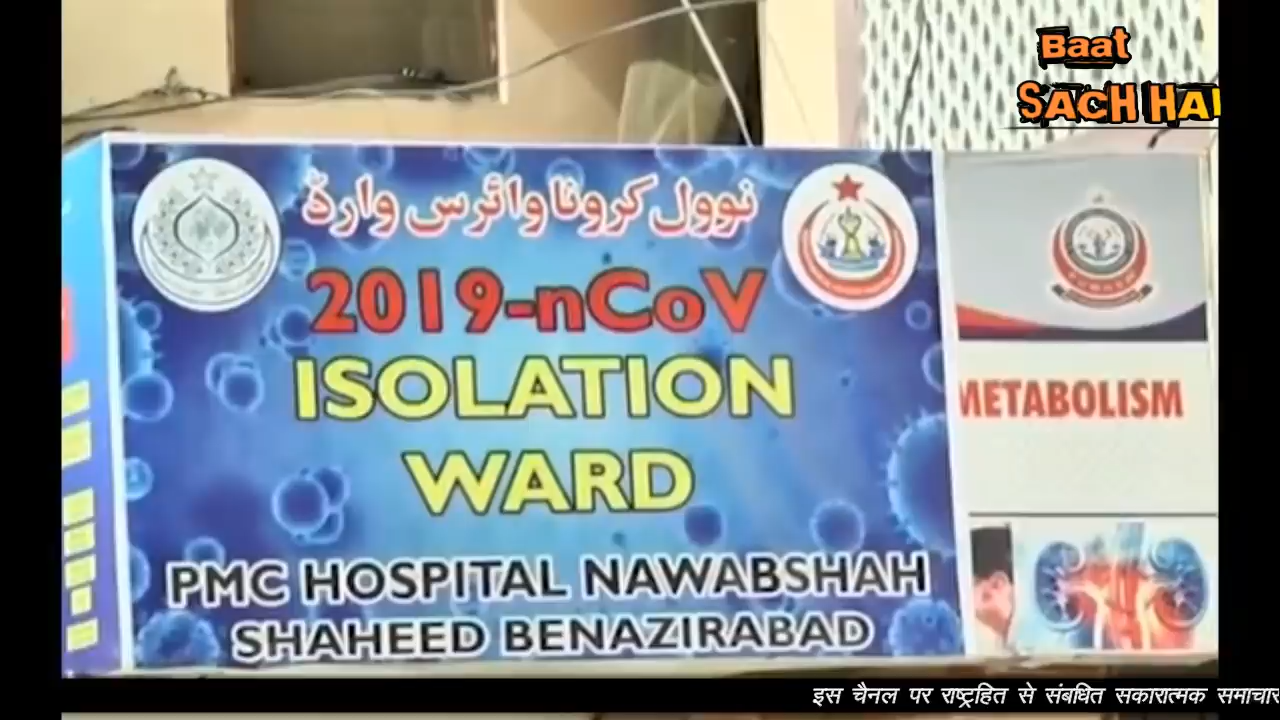 Baat
SACH HAI
نوول کرونا وائرس وارڈ
2019-nCoV
ISOLATION
WARD
PMC HOSPITAL NAWABSHAH
SHAHEED BENAZIRABAD
METABOLISM
इस चैनल पर राष्ट्रहित से संबधित सकारात्मक समाचार